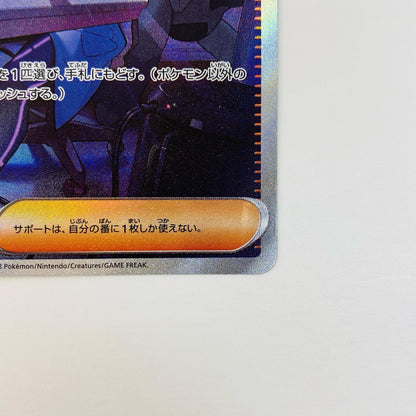 を1匹選び、手札にもどす。(ポケモン以外の
ッシュする。)
サポートは、自分の番に1枚しか使えない。
Pokémon/Nintendo/Creatures/GAME FREAK.